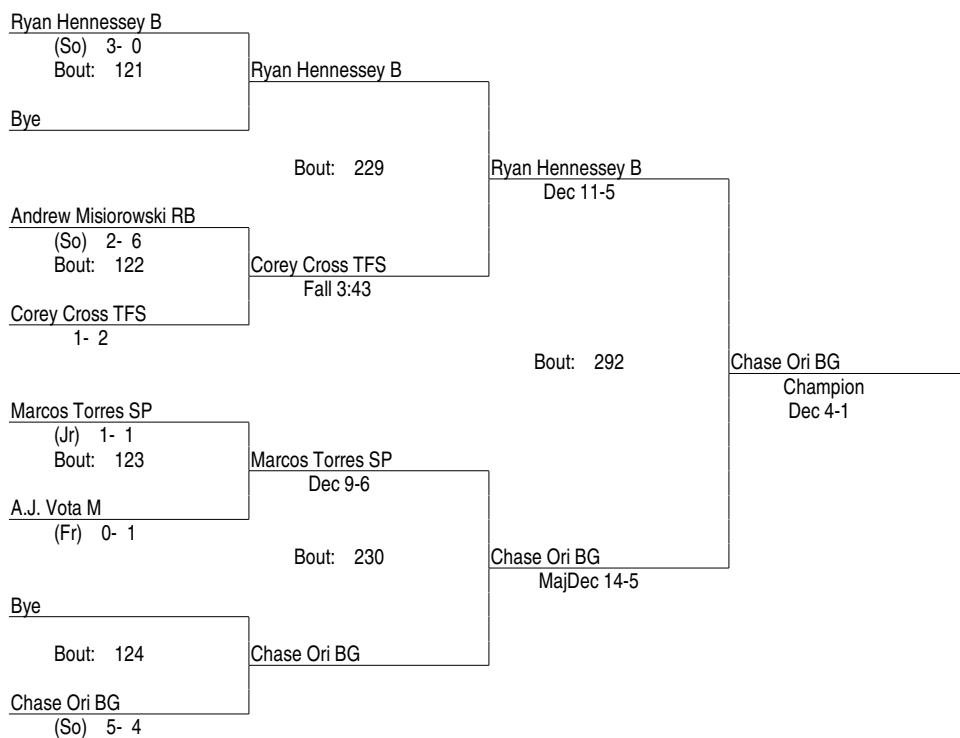 Ryan Hennessey B
(So) 3- 0
Bout: 121
Ryan Hennessey B
Bye
Bout: 229
Ryan Hennessey B
Dec 11-5
Andrew Misiorowski RB
(So) 2- 6
Bout: 122
Corey Cross TFS
Fall 3:43
Corey Cross TFS
1- 2
Bout: 292
Chase Ori BG
Champion
Dec 4-1
Marcos Torres SP
(Jr) 1- 1
Bout: 123
Marcos Torres SP
Dec 9-6
A.J. Vota M
(Fr) 0- 1
Bout: 230
Chase Ori BG
MajDec 14-5
Bye
Bout: 124
Chase Ori BG
Chase Ori BG
(So) 5- 4